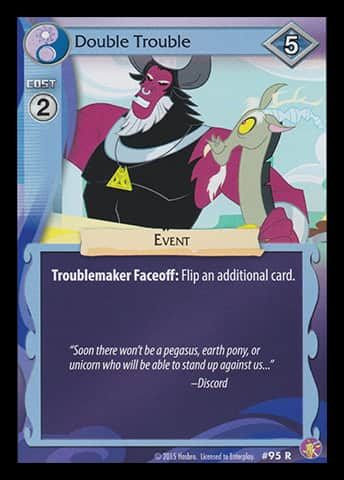 Double Trouble
5
COST
2
EVENT
Troublemaker Faceoff: Flip an additional card.
“Soon there won’t be a pegasus, earth pony, or
unicorn who will be able to stand up against us...”
–Discord
© 2015 Hasbro. Licensed to Enterplay. #95 R